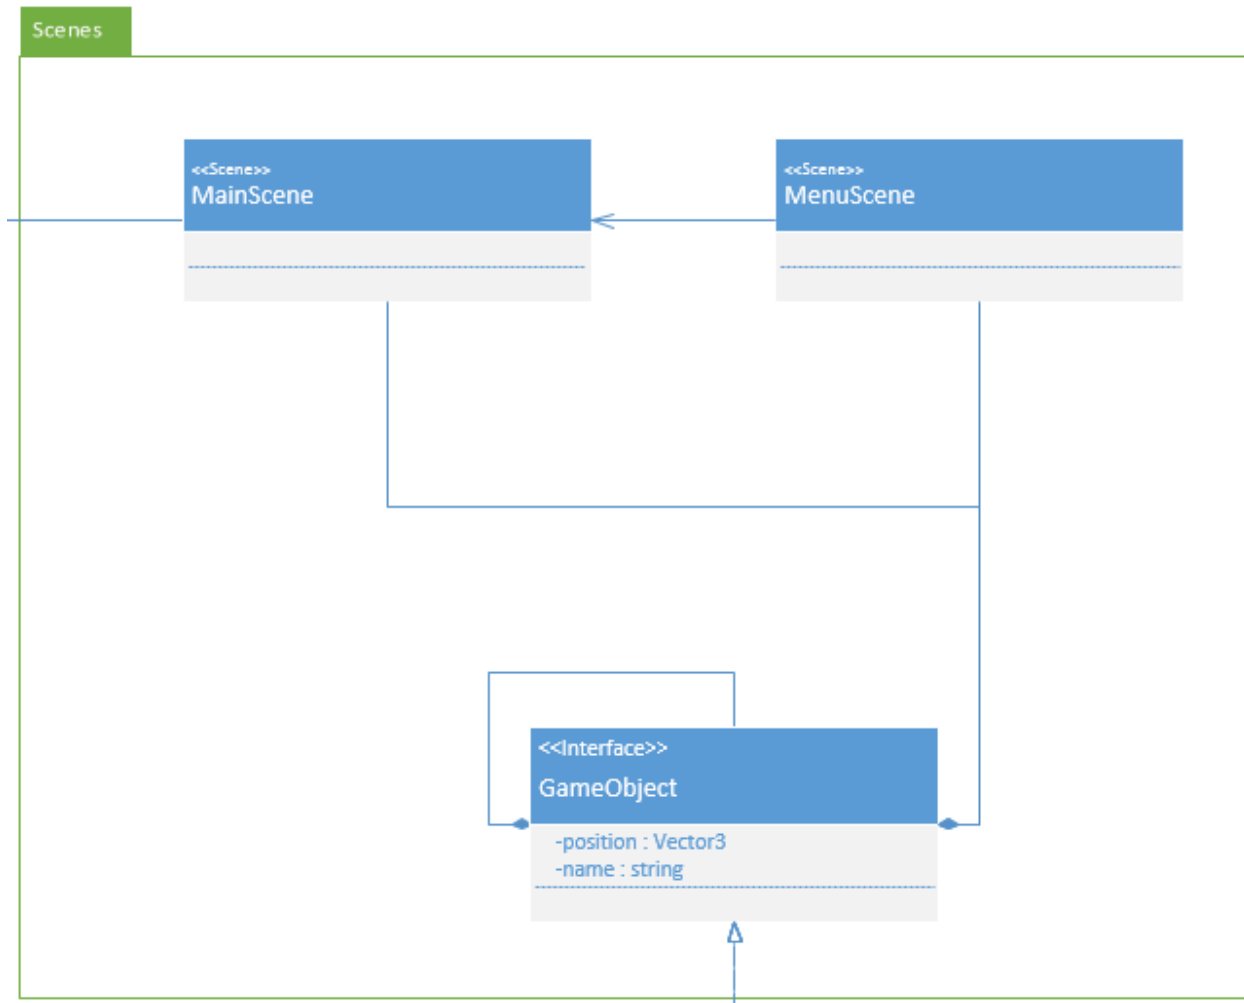 Scenes
<<Scene>>
MainScene
<<Scene>>
MenuScene
<<Interface>>
GameObject
-position : Vector3
-name : string